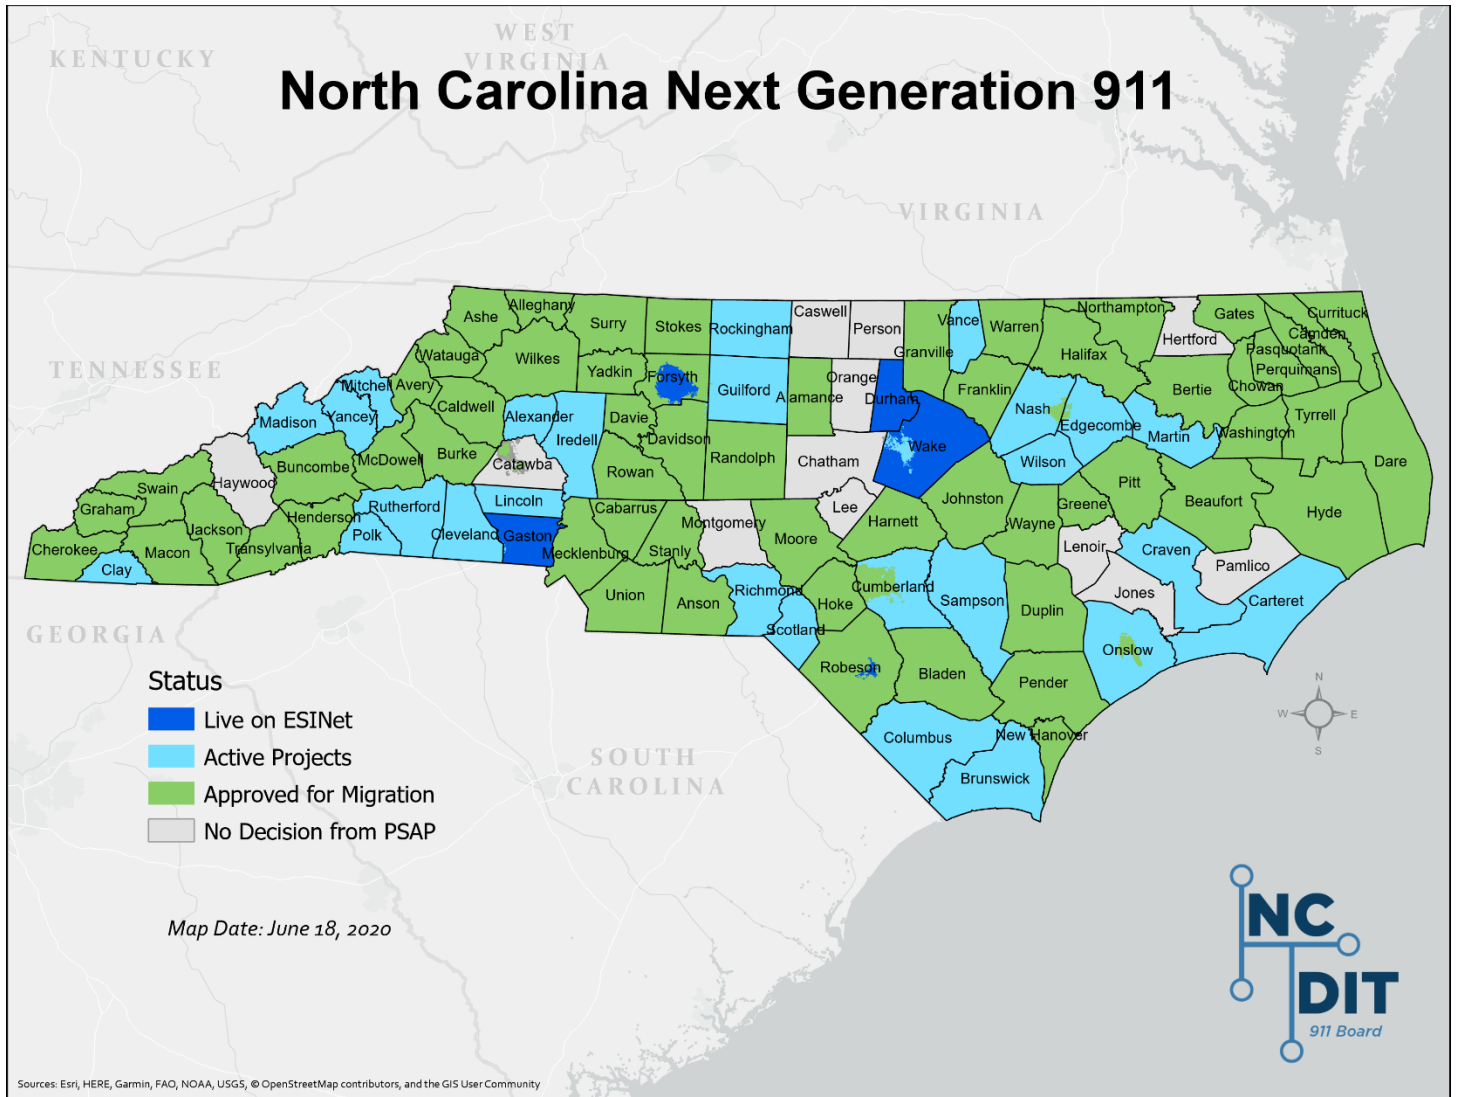 KENTUCKY
WEST
VIRGINIA
North Carolina Next Generation 911
VIRGINIA
TENNESSEE
Alleghany
Ashe
Surry
Stokes
Rockingham
Caswell
Person
Vance
Warren
Northampton
Hertford
Gates
Currituck
Camden
Pasquotank
Perquimans
Chowan
Watauga
Wilkes
Yadkin
Forsyth
Guilford
Alamance
Orange
Durham
Granville
Franklin
Halifax
Bertie
Mitchell
Avery
Madison
Yancey
Caldwell
Alexander
Iredell
Davie
Davidson
Randolph
Chatham
Wake
Nash
Edgecombe
Martin
Washington
Tyrrell
Dare
Haywood
Buncombe
McDowell
Burke
Catawba
Rowan
Wilson
Pitt
Beaufort
Hyde
Swain
Graham
Jackson
Henderson
Rutherford
Lincoln
Cabarrus
Montgomery
Moore
Lee
Harnett
Johnston
Wayne
Greene
Cherokee
Macon
Transylvania
Polk
Cleveland
Gaston
Mecklenburg
Stanly
Lenoir
Craven
Pamlico
Clay
Union
Anson
Richmond
Hoke
Cumberland
Sampson
Duplin
Jones
Carteret
Scotland
Robeson
Bladen
Pender
Onslow
Columbus
New Hanover
Brunswick
GEORGIA
SOUTH
CAROLINA
N
W
E
S
Status
Live on ESINet
Active Projects
Approved for Migration
No Decision from PSAP
Map Date: June 18, 2020
NC
DIT
911 Board
Sources: Esri, HERE, Garmin, FAO, NOAA, USGS, © OpenStreetMap contributors, and the GIS User Community